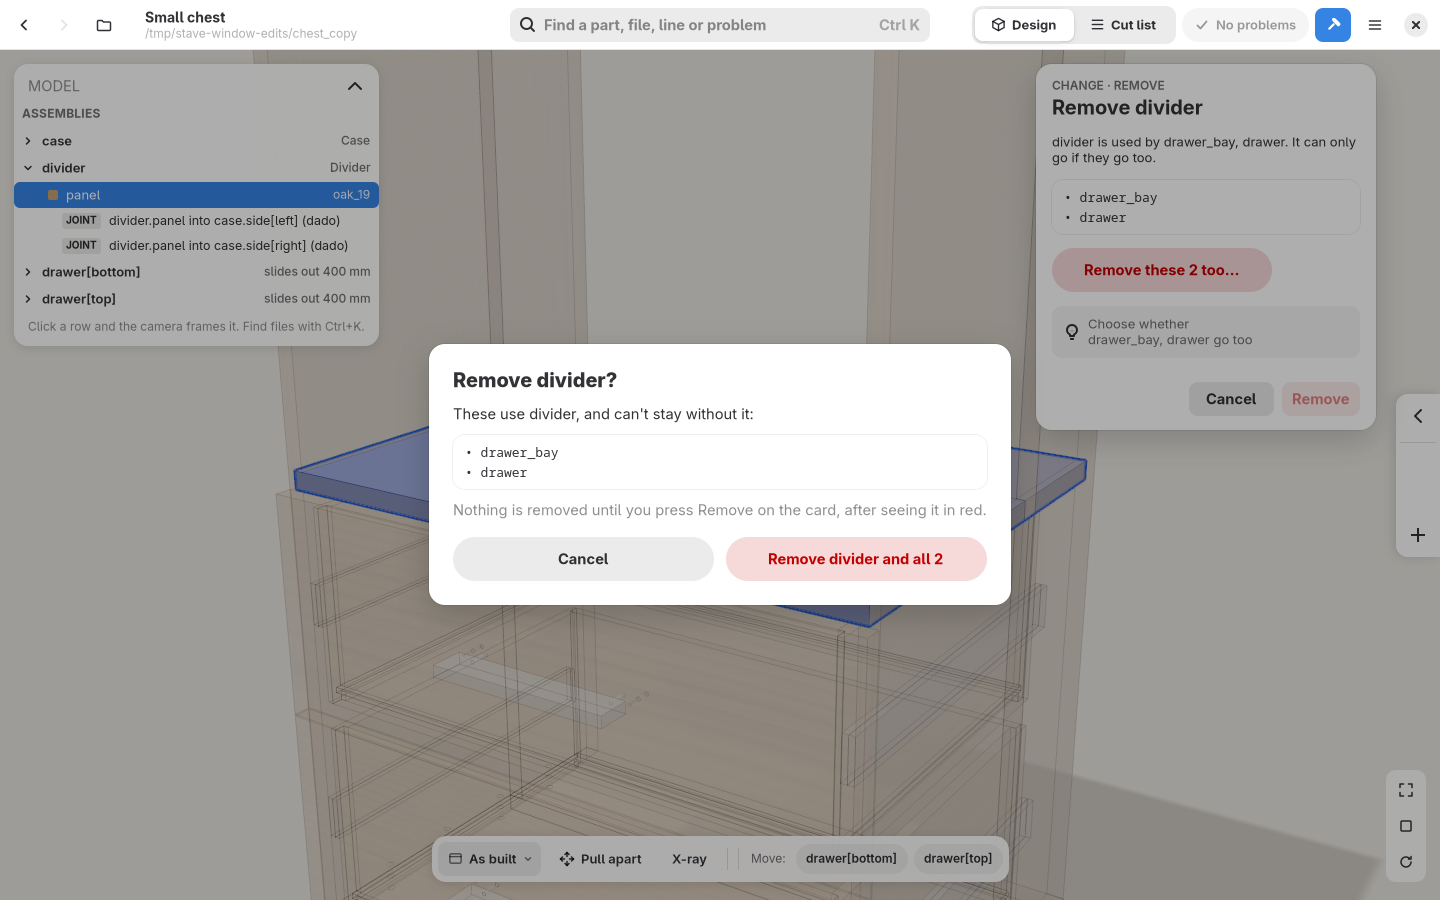 Small chest
/tmp/stave-window-edits/chest_copy
Find a part, file, line or problem
Ctrl K
Design
Cut list
No problems
MODEL
ASSEMBLIES
case
Case
divider
Divider
panel
oak_19
JOINT
divider.panel into case.side[left] (dado)
JOINT
divider.panel into case.side[right] (dado)
drawer[bottom]
slides out 400 mm
drawer[top]
slides out 400 mm
Click a row and the camera frames it. Find files with Ctrl+K.
CHANGE · REMOVE
Remove divider
divider is used by drawer_bay, drawer. It can only
go if they go too.
• drawer_bay
• drawer
Remove these 2 too...
Choose whether
drawer_bay, drawer go too
Cancel
Remove
Remove divider?
These use divider, and can't stay without it:
• drawer_bay
• drawer
Nothing is removed until you press Remove on the card, after seeing it in red.
Cancel
Remove divider and all 2
As built
Pull apart
X-ray
Move:
drawer[bottom]
drawer[top]